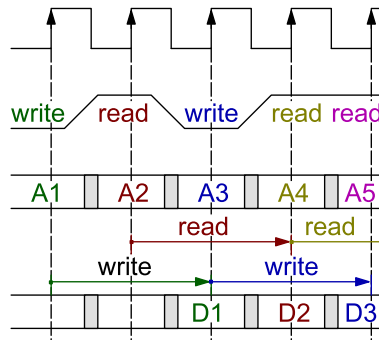 write read write read read
A1 A2 A3 A4 A5
read read
write write
D1 D2 D3